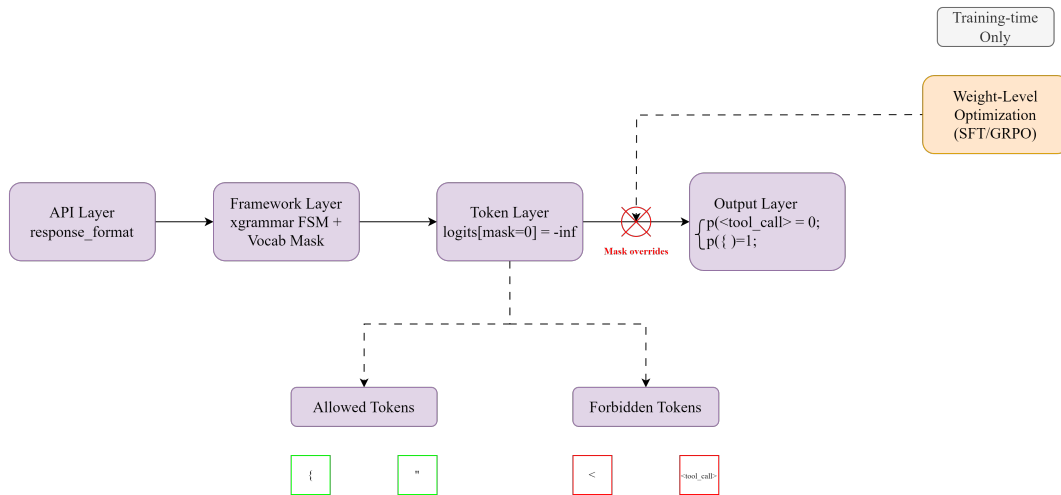 Training-time
Only
Weight-Level
Optimization
(SFT/GRPO)
API Layer
response_format
Framework Layer
xgrammar FSM +
Vocab Mask
Token Layer
logits[mask=0] = -inf
Mask overrides
Output Layer
p(<tool_call> = 0;
p({ )=1;
Allowed Tokens
Forbidden Tokens
{
"
<
<tool_call>